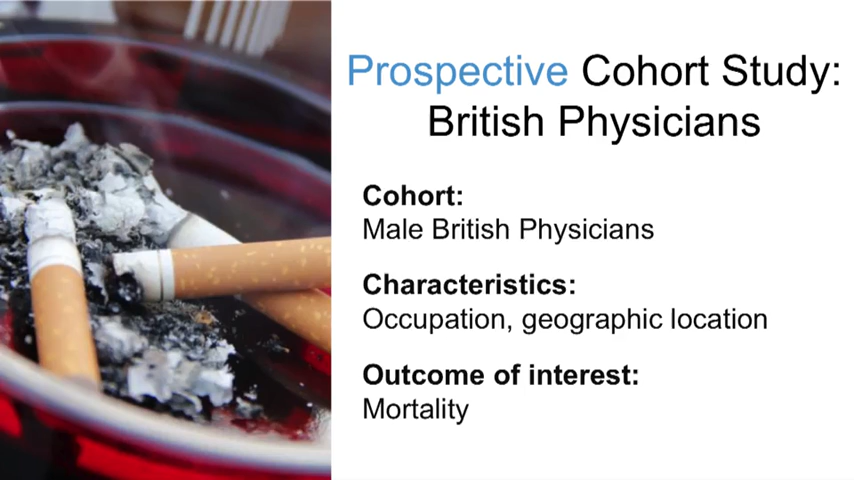 Prospective Cohort Study:
British Physicians
Cohort:
Male British Physicians
Characteristics:
Occupation, geographic location
Outcome of interest:
Mortality